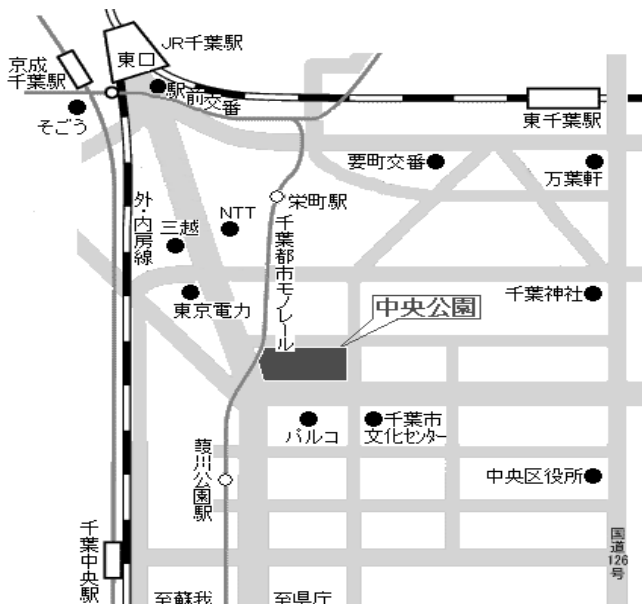 JR千葉駅
東口
京成
千葉駅
駅前交番
そごう
東千葉駅
要町交番
万葉軒
栄町駅
外・内房線
NTT
三越
千葉都市モノレール
東京電力
千葉神社
中央公園
パルコ
千葉市
文化センター
葭川公園駅
中央区役所
千葉中央駅
国道
126
号
至蘇我
至県庁